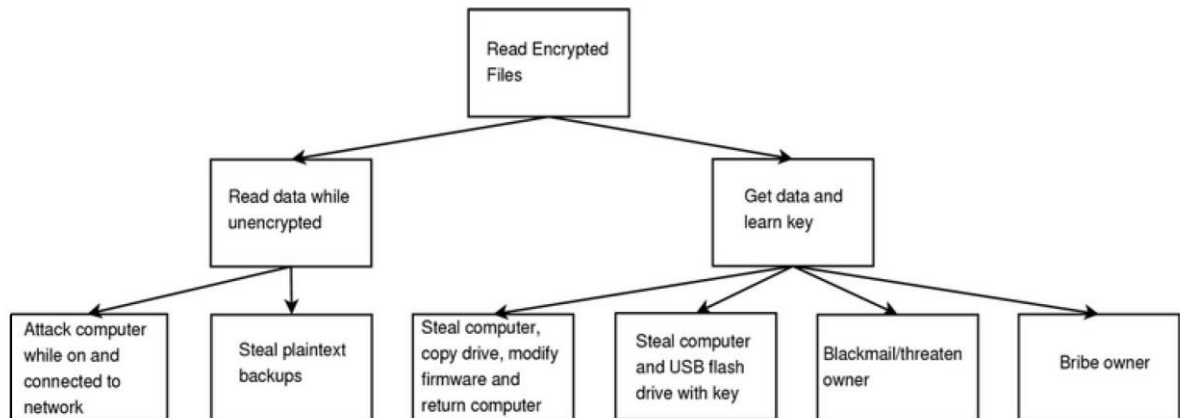 Read Encrypted
Files
Read data while
unencrypted
Get data and
learn key
Attack computer
while on and
connected to
network
Steal plaintext
backups
Steal computer,
copy drive, modify
firmware and
return computer
Steal computer
and USB flash
drive with key
Blackmail/threaten
owner
Bribe owner